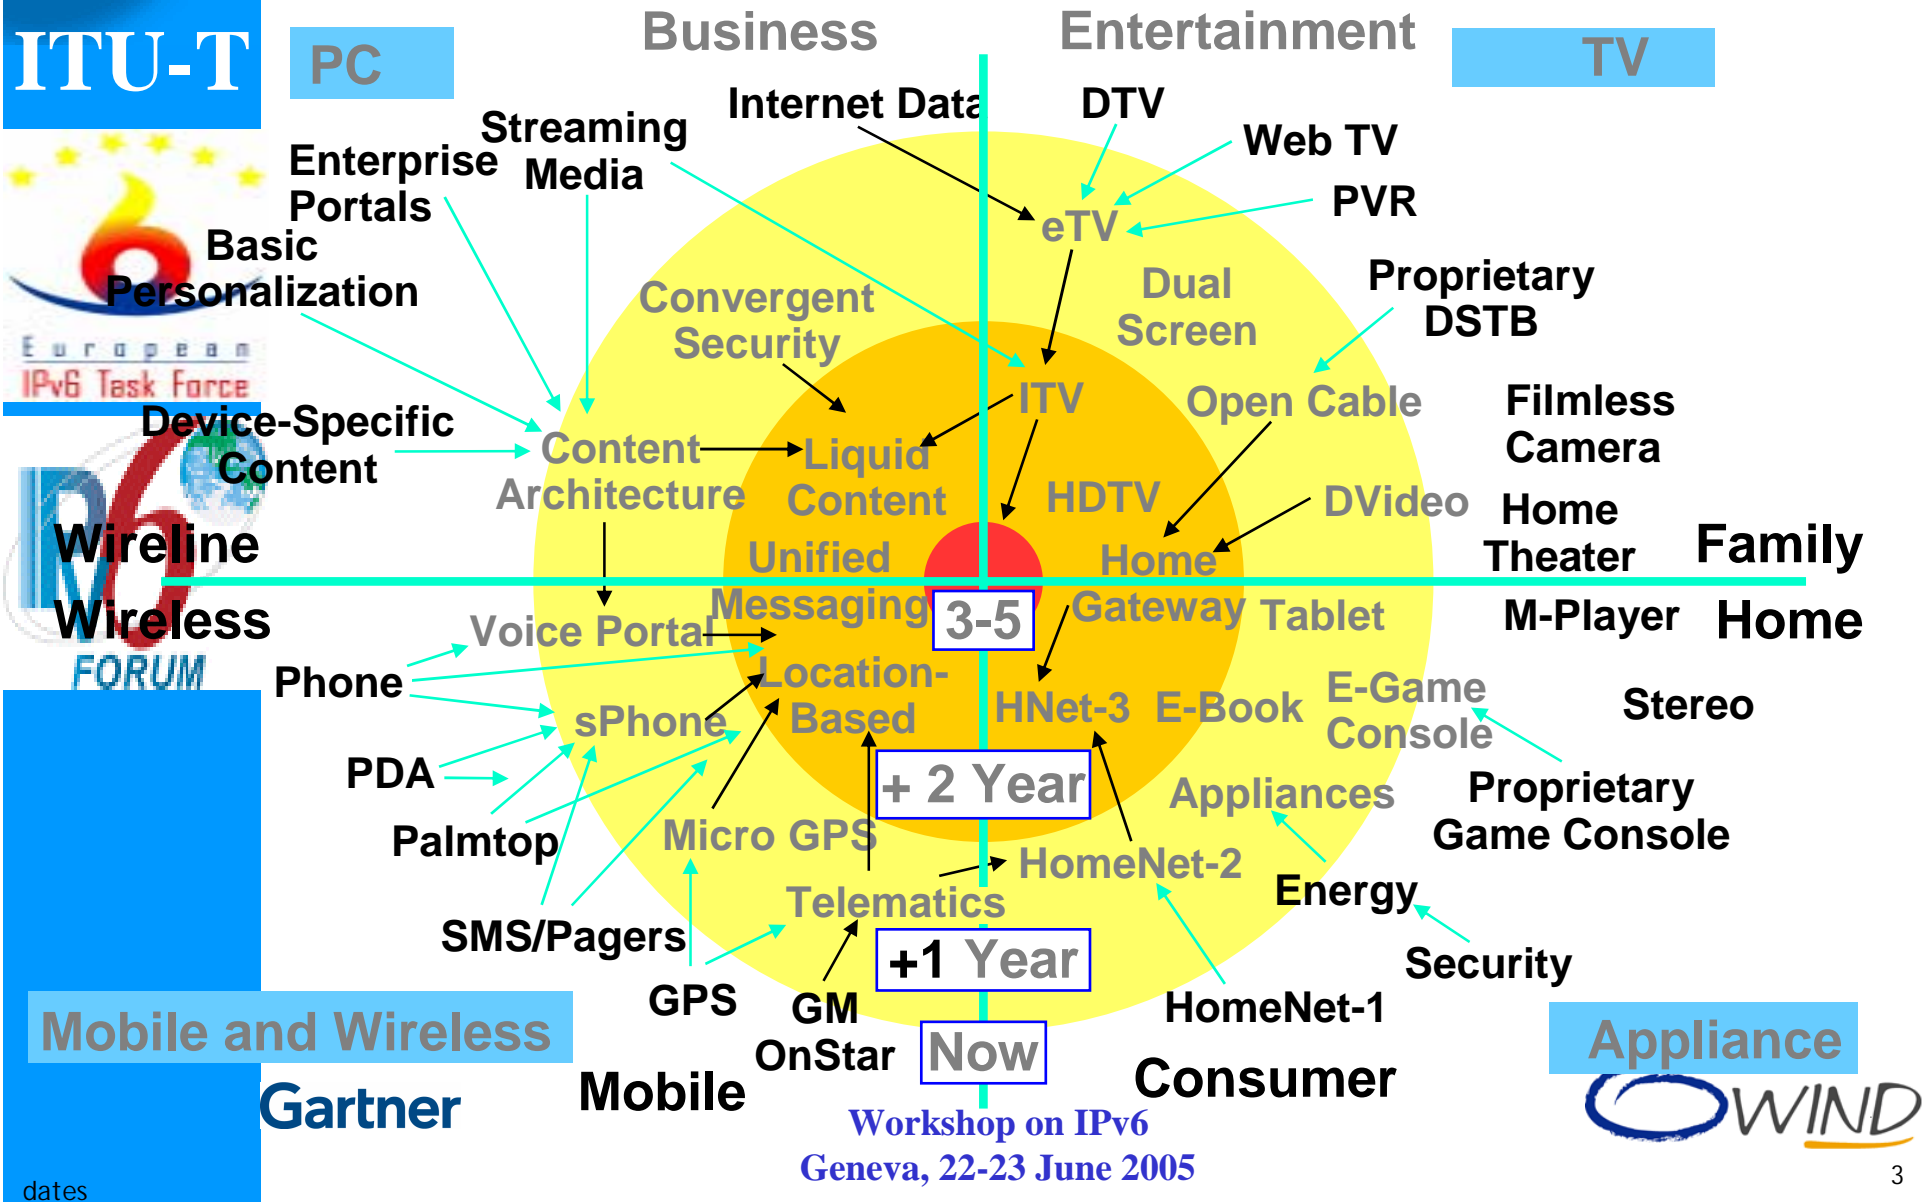 ITU-T
PC
Business
Entertainment
TV
Internet Data
DTV
Streaming
Media
Web TV
Enterprise
Portals
PVR
eTV
Basic
Personalization
Convergent
Security
Dual
Screen
Proprietary
DSTB
European
IPv6 Task Force
ITV
Open Cable
Filmless
Camera
Device-Specific
Content
Content
Architecture
Liquid
Content
HDTV
DVideo
Home
Theater
Wireline
Family
Unified
Messaging
Home
Gateway
Wireless
Voice Portal
3-5
Tablet
M-Player
Home
IPv6
FORUM
Phone
Location-
Based
HNet-3
E-Book
E-Game
Console
Stereo
sPhone
PDA
+ 2 Year
Appliances
Proprietary
Game Console
Palmtop
Micro GPS
HomeNet-2
Telematics
Energy
SMS/Pagers
+1 Year
Security
GPS
GM
OnStar
HomeNet-1
Mobile and Wireless
Now
Appliance
Gartner
Mobile
Consumer
6WIND
Workshop on IPv6
Geneva, 22-23 June 2005
3
dates